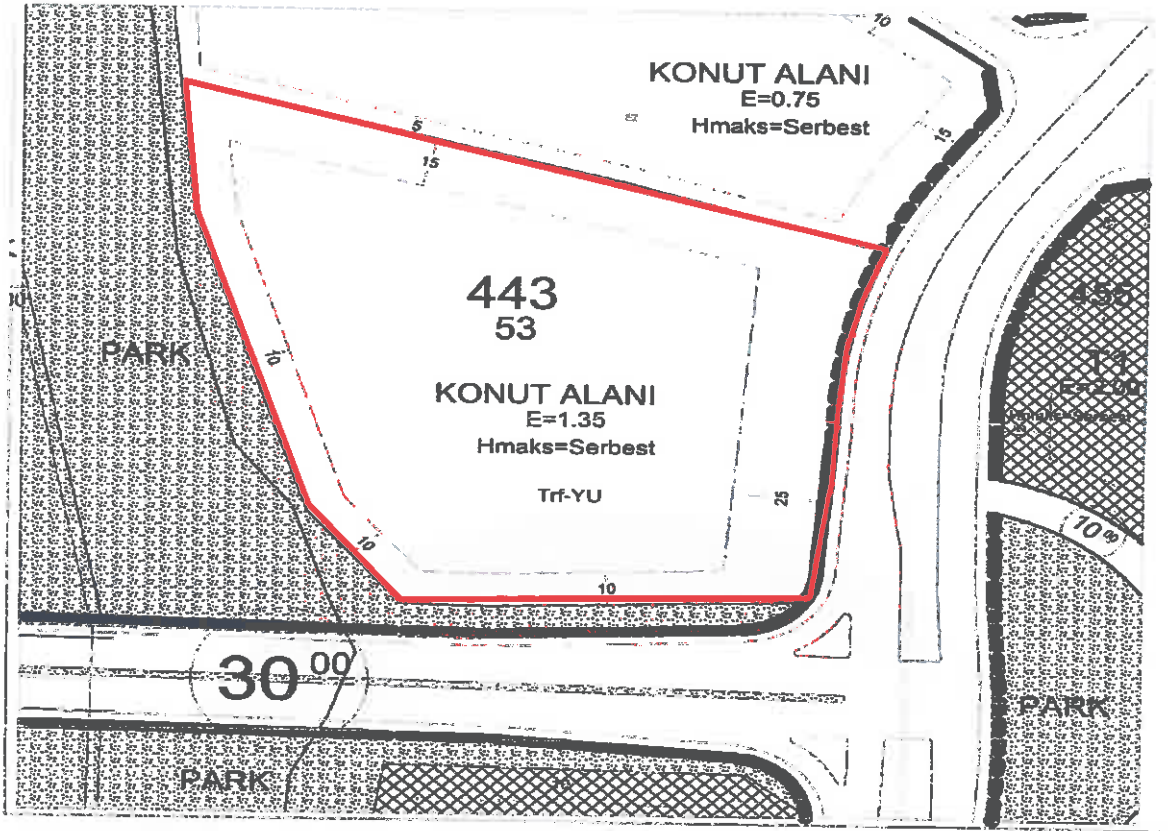 10
KONUT ALANI
E=0.75
Hmaks=Serbest
15
5
15
443
53
KONUT ALANI
E=1.35
Hmaks=Serbest
Trf-YU
10
PARK
25
10
10
10
30 00
PARK
PARK